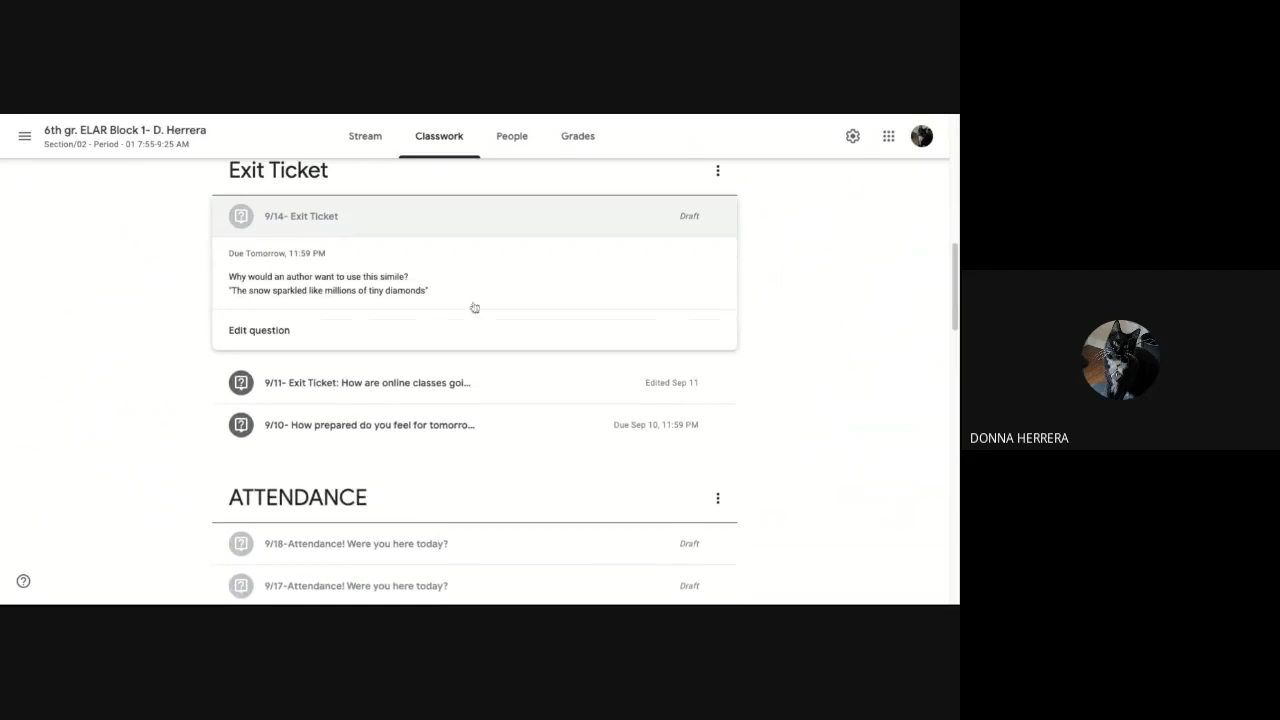 6th gr. ELAR Block 1- D. Herrera
Section/02 - Period - 01 7:55-9:25 AM
Stream
Classwork
People
Grades
Exit Ticket
9/14- Exit Ticket
Draft
Due Tomorrow, 11:59 PM
Why would an author want to use this simile?
"The snow sparkled like millions of tiny diamonds"
Edit question
9/11- Exit Ticket: How are online classes goi...
Edited Sep 11
9/10- How prepared do you feel for tomorro...
Due Sep 10, 11:59 PM
ATTENDANCE
9/18-Attendance! Were you here today?
Draft
9/17-Attendance! Were you here today?
Draft
DONNA HERRERA